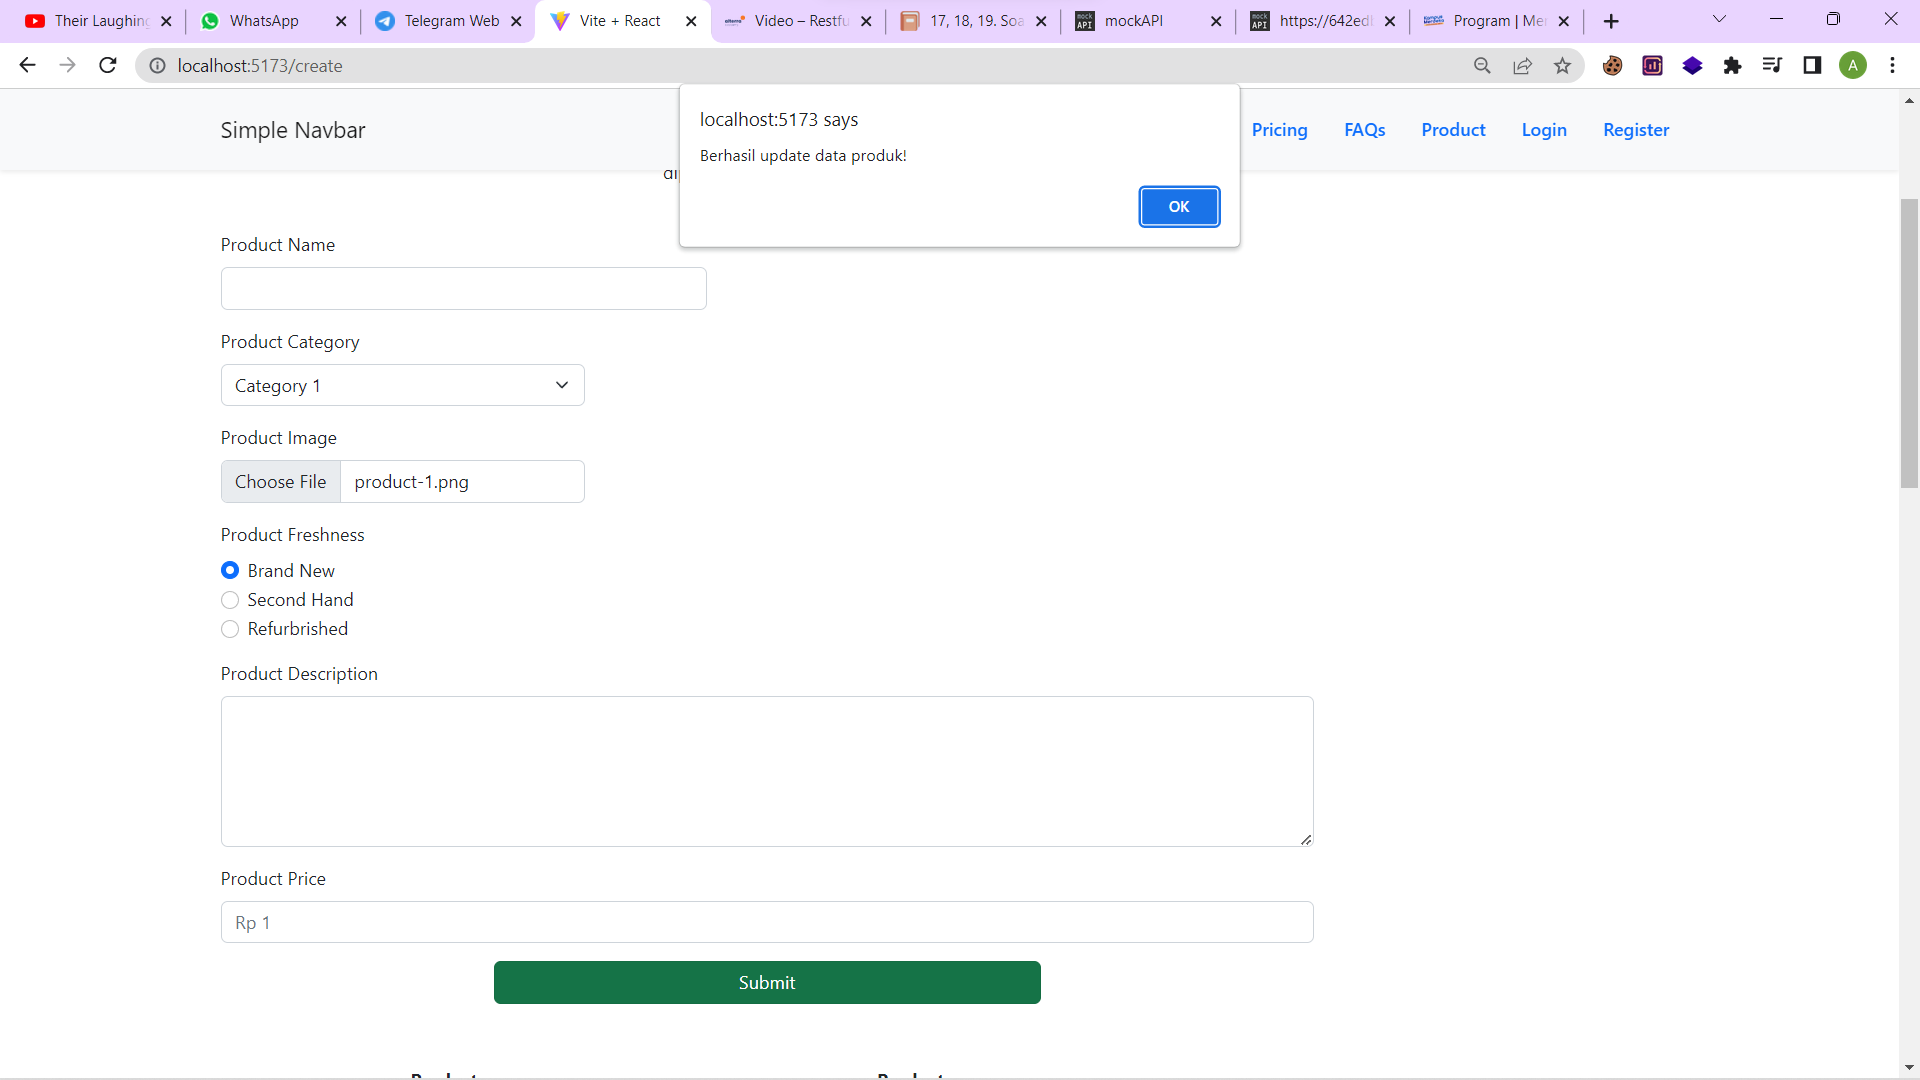 Their Laughing
WhatsApp
Telegram Web
Vite + React
Video – Restfu
17, 18, 19. Soa
mockAPI
https://642ed
Program | Mer
localhost:5173/create
A
Simple Navbar
Pricing
FAQs
Product
Login
Register
localhost:5173 says
Berhasil update data produk!
OK
Product Name
Product Category
Category 1
Product Image
Choose File
product-1.png
Product Freshness
Brand New
Second Hand
Refurbrished
Product Description
Product Price
Rp 1
Submit